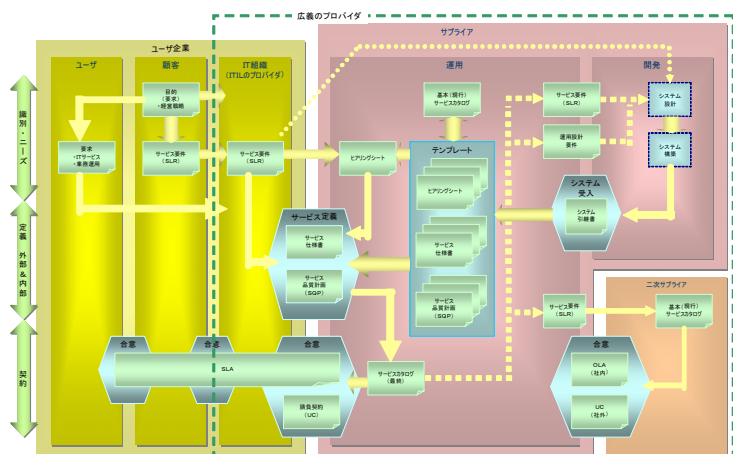 広義のプロバイダ
ユーザ企業
サプライア
ユーザ
顧客
IT組織
(ITILのプロバイダ)
運用
開発
識別・ニーズ
定義 外部&内部
契約
目的
(要求)
・経営戦略
要求
・ITサービス
・業務運用
サービス要件
(SLR)
サービス要件
(SLR)
ヒアリングシート
基本(現行)
サービスカタログ
テンプレート
ヒアリングシート
サービス
仕様書
サービス
品質計画
(SQP)
サービス要件
(SLR)
運用設計
要件
システム
設計
システム
構築
システム
受入
システム
引継書
サービス定義
サービス
仕様書
サービス
品質計画
(SQP)
二次サプライア
サービス要件
(SLR)
基本(現行)
サービスカタログ
合意
合意
合意
SLA
請負契約
(UC)
サービスカタログ
(最終)
合意
OLA
(社内)
UC
(社外)